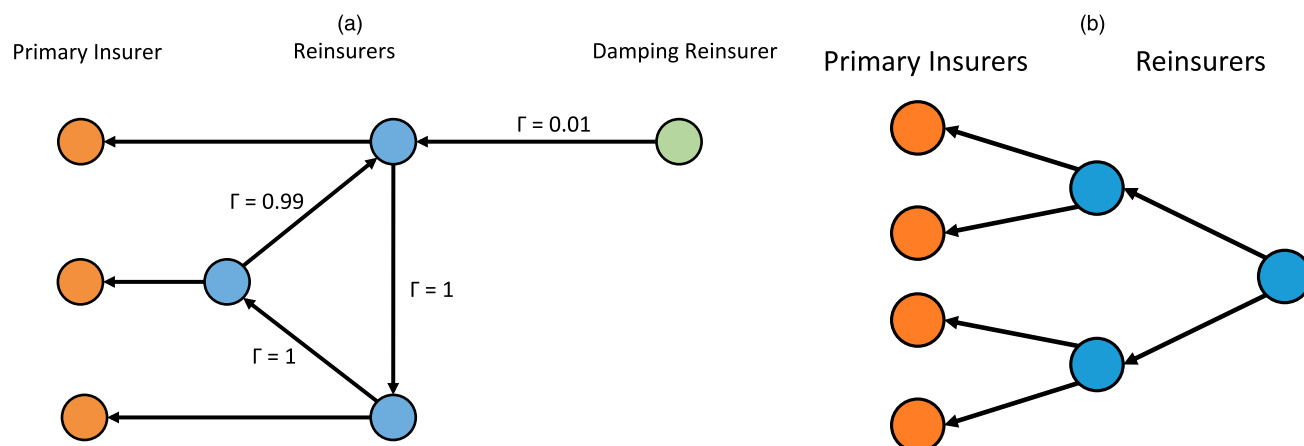 (a)
Primary Insurer Reinsurers Damping Reinsurer
Γ = 0.01
Γ = 0.99
Γ = 1
Γ = 1
(b)
Primary Insurers Reinsurers